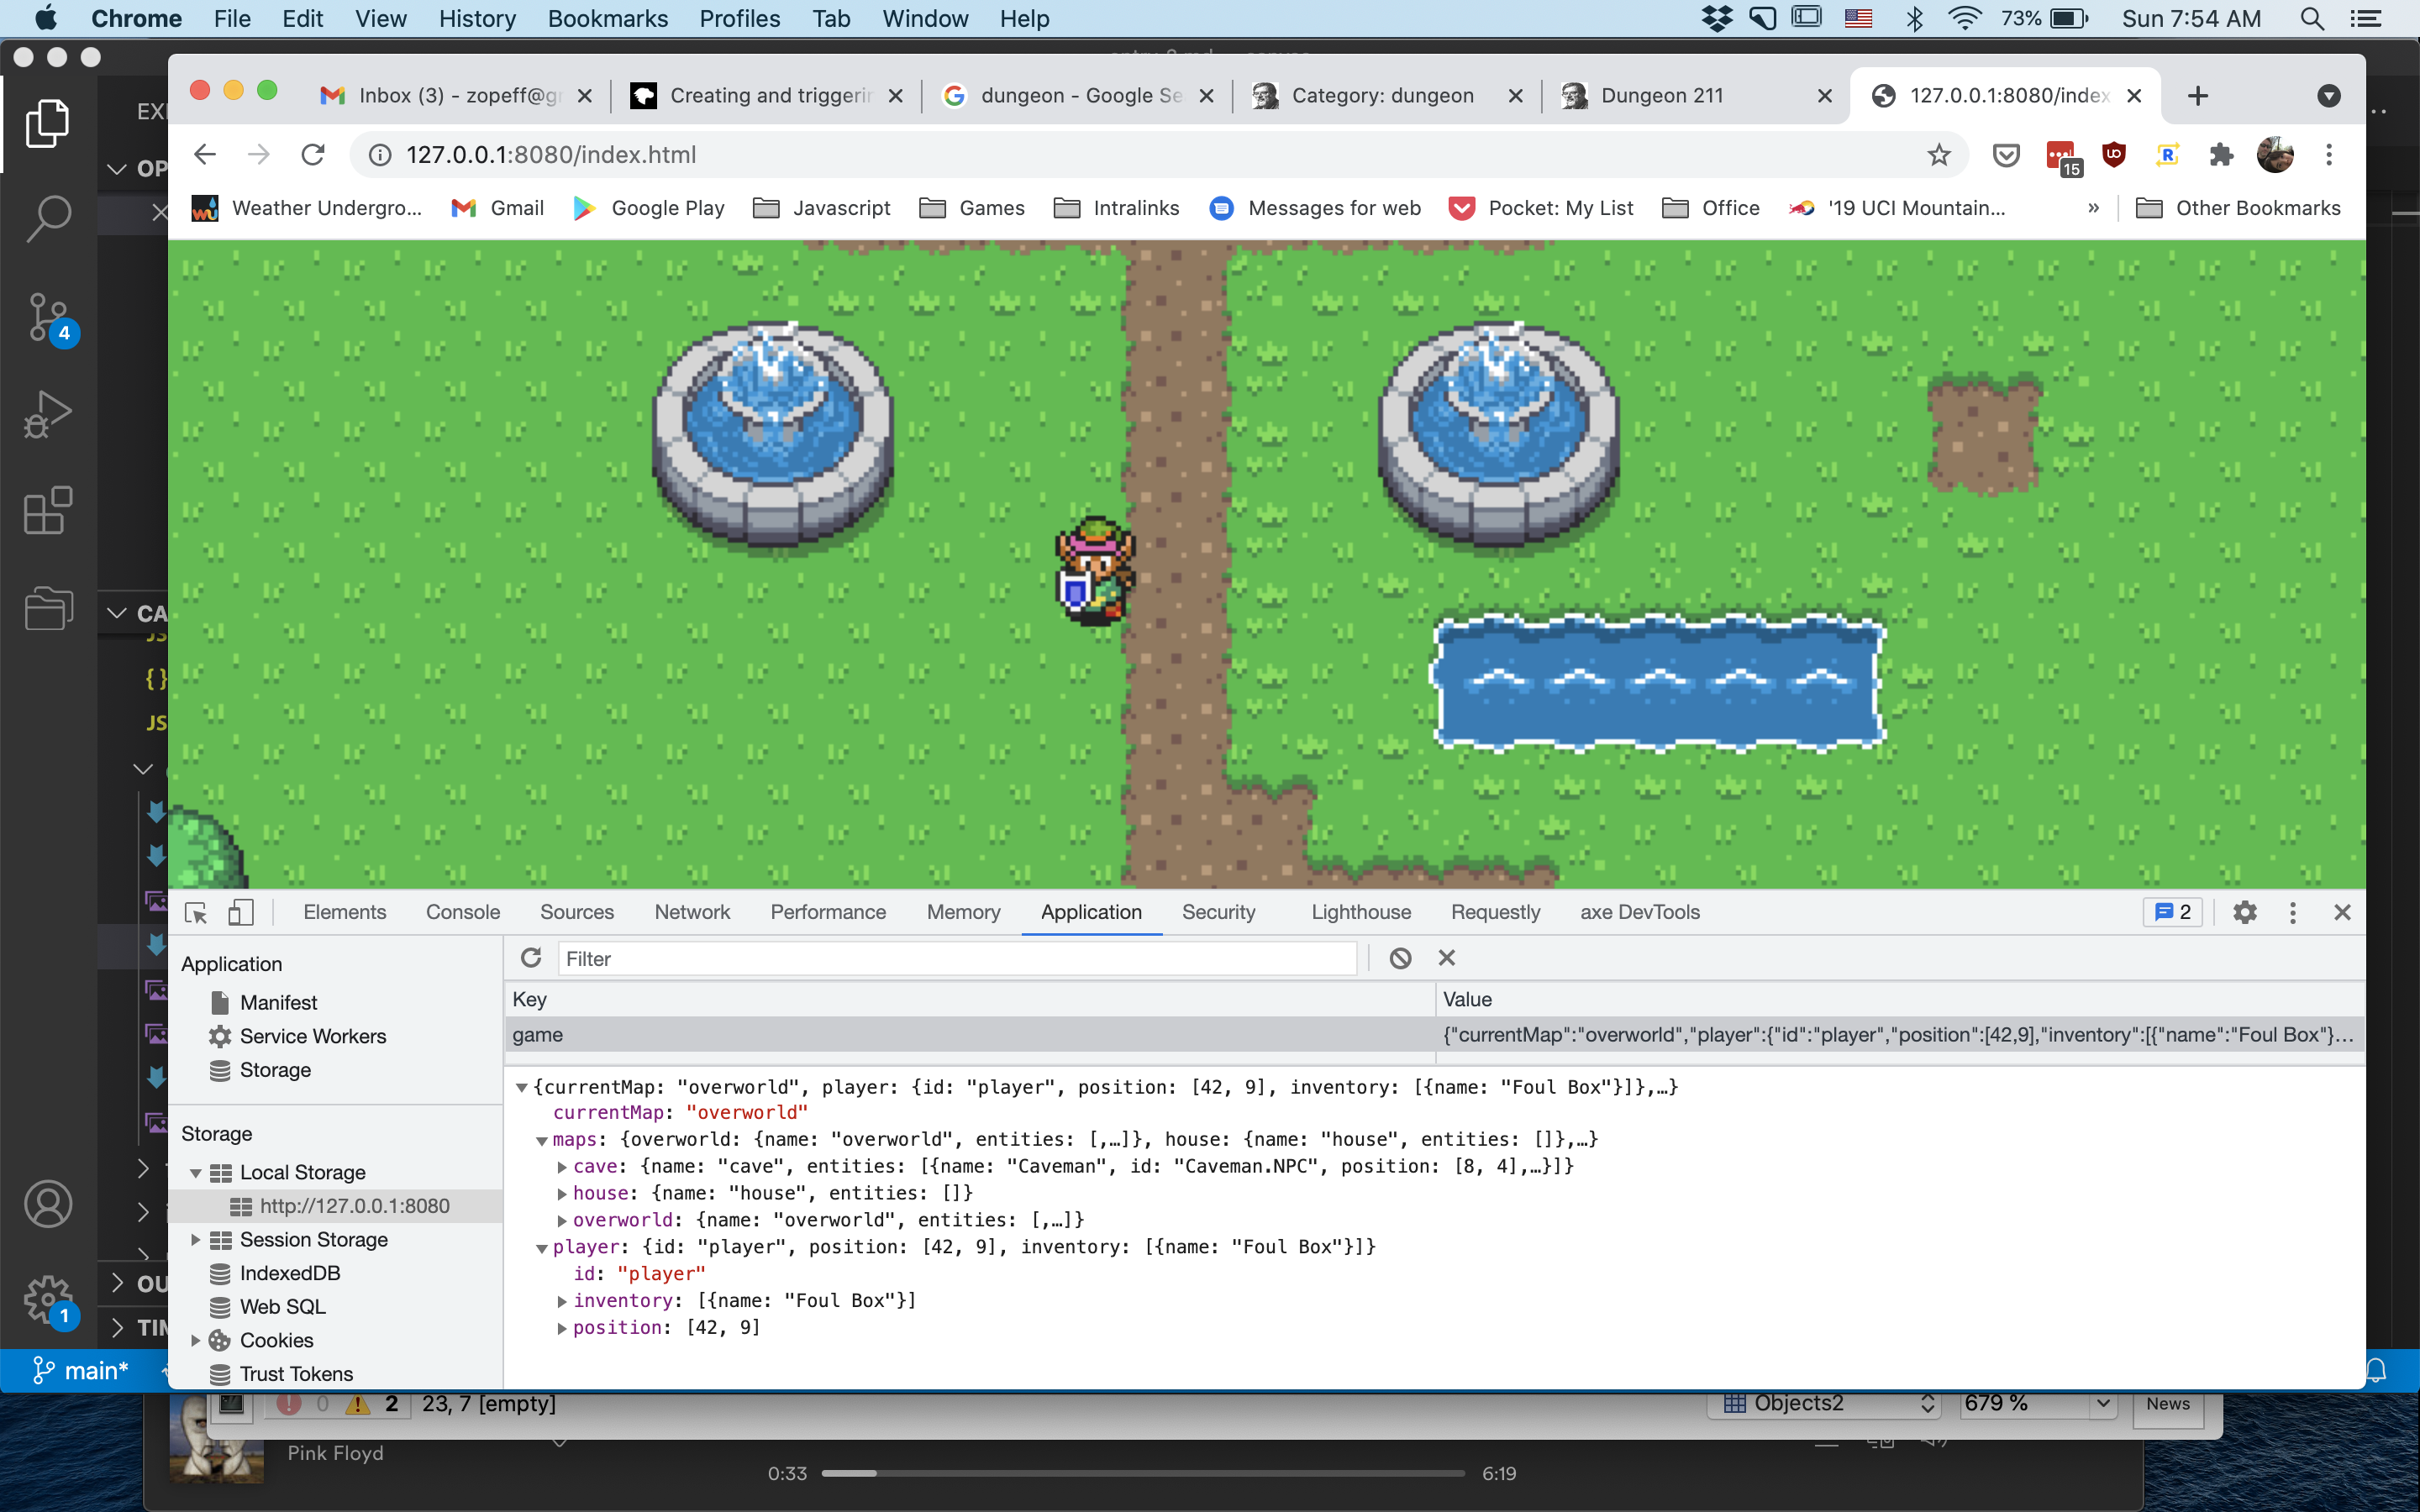 Chrome File Edit View History Bookmarks Profiles Tab Window Help 73% Sun 7:54 AM
Inbox (3) - zopeff@g Creating and triggerin dungeon - Google Se Category: dungeon Dungeon 211 127.0.0.1:8080/index
EX
127.0.0.1:8080/index.html 15
OP
Weather Undergro... Gmail Google Play Javascript Games Intralinks Messages for web Pocket: My List Office '19 UCI Mountain... » Other Bookmarks
4
CA
JS
{}
JS
Elements Console Sources Network Performance Memory Application Security Lighthouse Requestly axe DevTools 2
Application
Filter
Manifest
Key Value
Service Workers
game {"currentMap":"overworld","player":{"id":"player","position":[42,9],"inventory":[{"name":"Foul Box"}...
Storage
{currentMap: "overworld", player: {id: "player", position: [42, 9], inventory: [{name: "Foul Box"}]},…}
currentMap: "overworld"
Storage
maps: {overworld: {name: "overworld", entities: [,…]}, house: {name: "house", entities: []},…}
Local Storage
cave: {name: "cave", entities: [{name: "Caveman", id: "Caveman.NPC", position: [8, 4],…}]}
http://127.0.0.1:8080
house: {name: "house", entities: []}
overworld: {name: "overworld", entities: [,…]}
Session Storage
player: {id: "player", position: [42, 9], inventory: [{name: "Foul Box"}]}
IndexedDB
id: "player"
OU
Web SQL
inventory: [{name: "Foul Box"}]
1
TIM
Cookies
position: [42, 9]
main*
Trust Tokens
0 2 23, 7 [empty] Objects2 679 % News
Pink Floyd
0:33 6:19